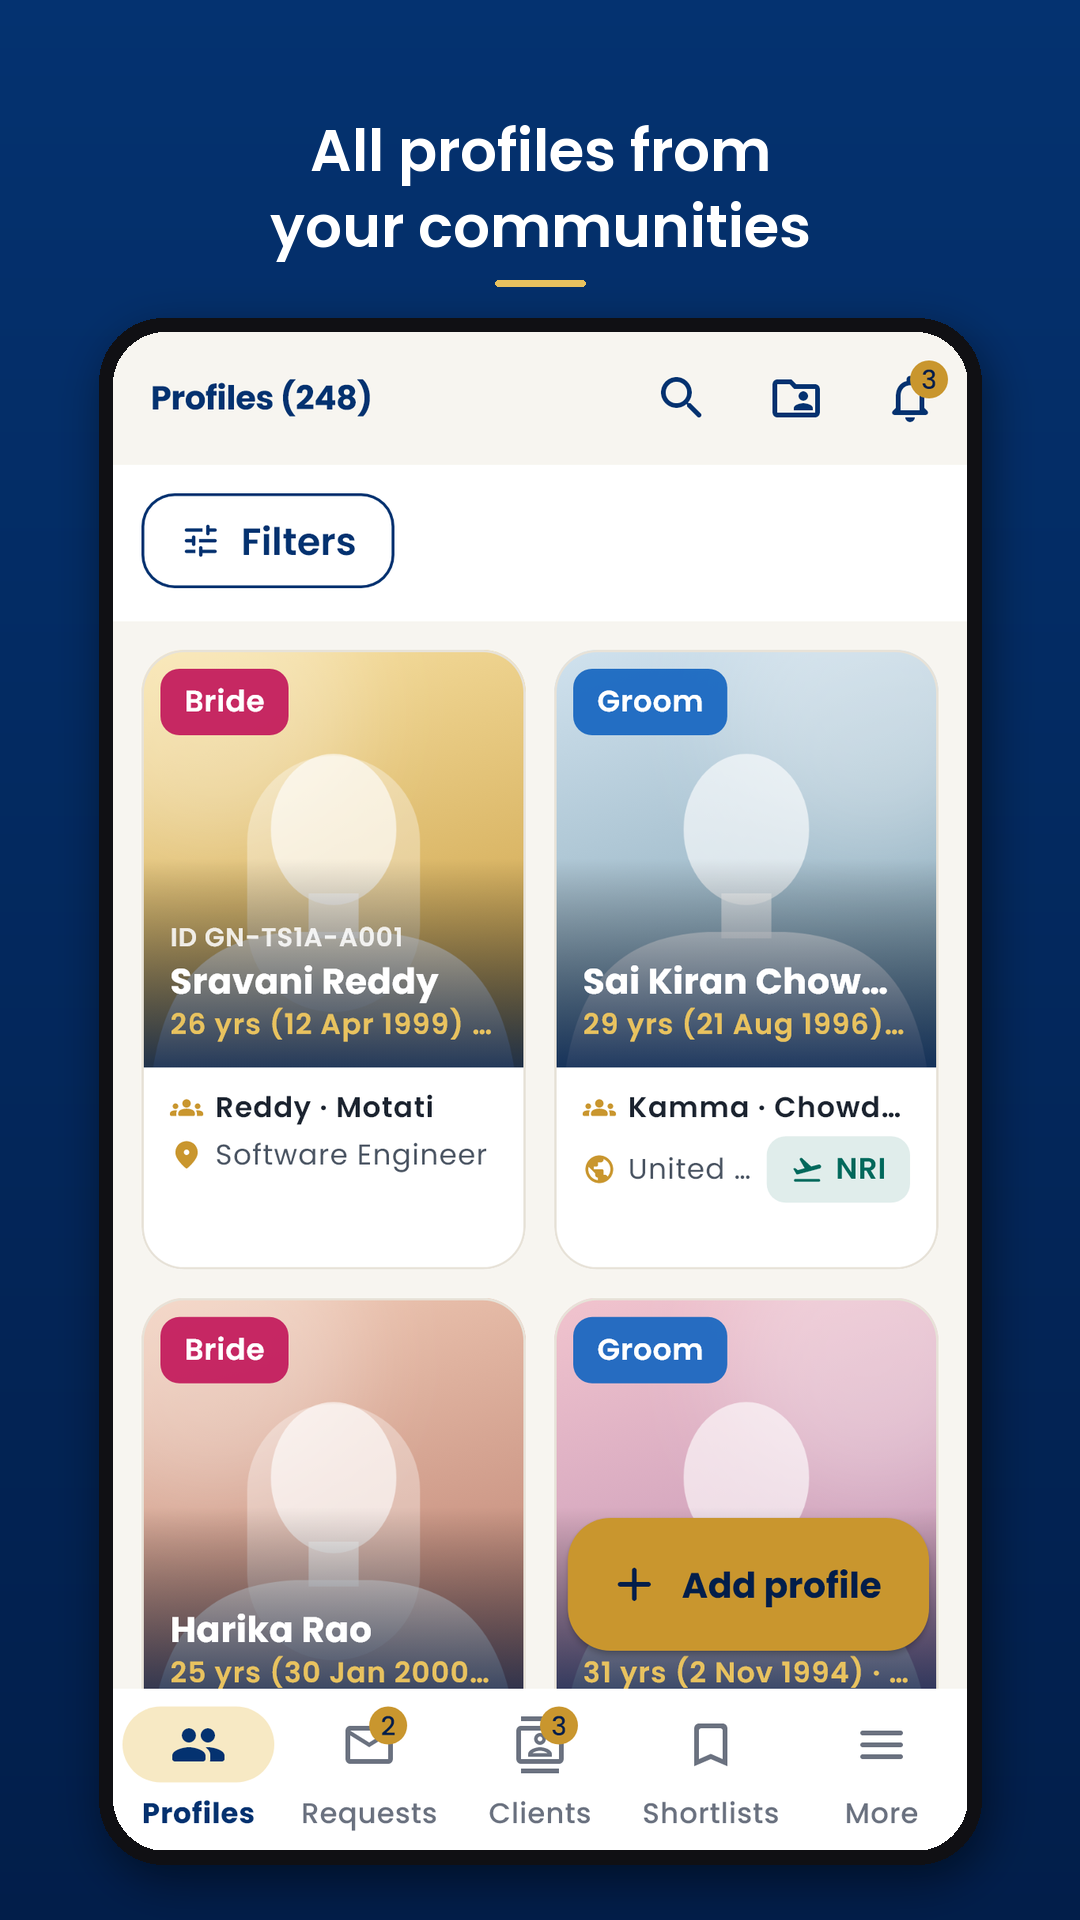 All profiles from
your communities
Profiles (248)
3
Filters
Bride
ID GN-TS1A-A001
Sravani Reddy
26 yrs (12 Apr 1999) ...
Reddy · Motati
Software Engineer
Groom
Sai Kiran Chow...
29 yrs (21 Aug 1996)...
Kamma · Chowd...
United ...
NRI
Bride
Harika Rao
25 yrs (30 Jan 2000...
Groom
Add profile
31 yrs (2 Nov 1994) · ...
Profiles
2
Requests
3
Clients
Shortlists
More